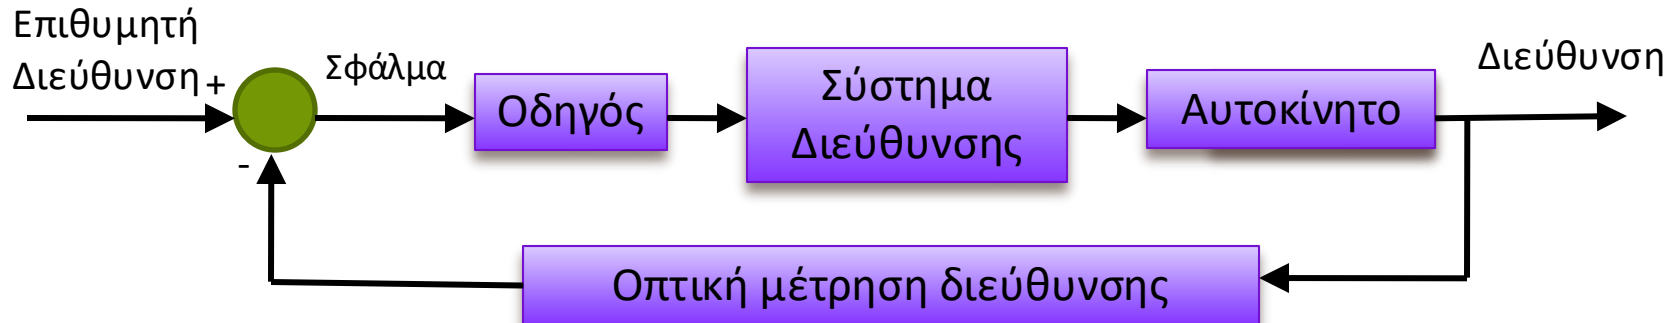 Επιθυμητή
Διεύθυνση
+
Σφάλμα
Οδηγός
Σύστημα
Διεύθυνσης
Αυτοκίνητο
Διεύθυνση
-
Οπτική μέτρηση διεύθυνσης